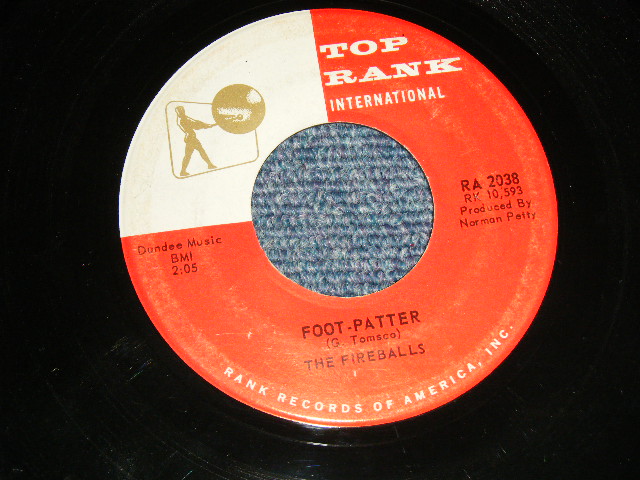 TOP
RANK
INTERNATIONAL
RA 2038
RK 10,593
Produced By
Norman Petty
Dundee Music
BMI
2:05
FOOT-PATTER
(G. Tomsco)
THE FIREBALLS
RANK RECORDS OF AMERICA, INC.